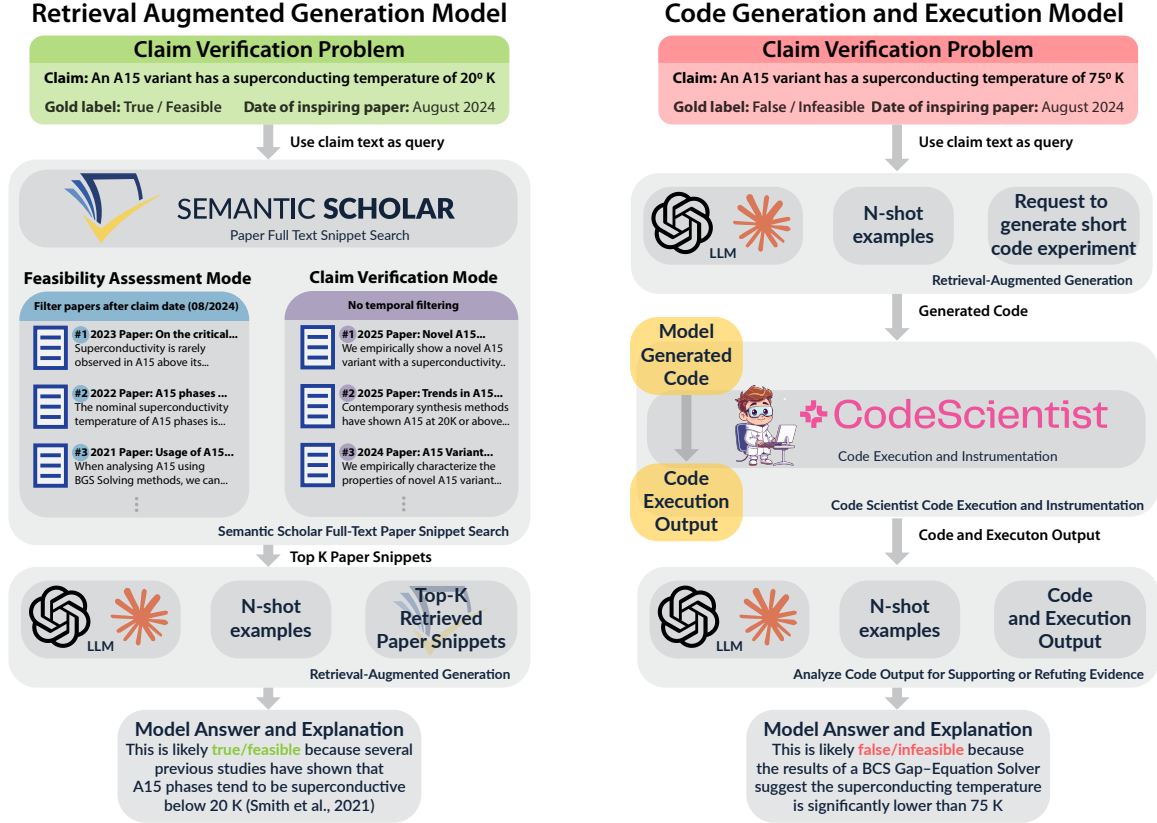 Retrieval Augmented Generation Model
Claim Verification Problem
Claim: An A15 variant has a superconducting temperature of 20º K
Gold label: True / Feasible Date of inspiring paper: August 2024
Use claim text as query
SEMANTIC SCHOLAR
Paper Full Text Snippet Search
Feasibility Assessment Mode
Filter papers after claim date (08/2024)
#1 2023 Paper: On the critical...
Superconductivity is rarely
observed in A15 above its...
#2 2022 Paper: A15 phases ...
The nominal superconductivity
temperature of A15 phases is...
#3 2021 Paper: Usage of A15...
When analysing A15 using
BGS Solving methods, we can...
Claim Verification Mode
No temporal filtering
#1 2025 Paper: Novel A15...
We empirically show a novel A15
variant with a superconductivity..
#2 2025 Paper: Trends in A15...
Contemporary synthesis methods
have shown A15 at 20K or above...
#3 2024 Paper: A15 Variant...
We empirically characterize the
properties of novel A15 variant...
Semantic Scholar Full-Text Paper Snippet Search
Top K Paper Snippets
LLM
N-shot
examples
Top-K
Retrieved
Paper Snippets
Retrieval-Augmented Generation
Model Answer and Explanation
This is likely true/feasible because several
previous studies have shown that
A15 phases tend to be superconductive
below 20 K (Smith et al., 2021)
Code Generation and Execution Model
Claim Verification Problem
Claim: An A15 variant has a superconducting temperature of 75º K
Gold label: False / Infeasible Date of inspiring paper: August 2024
Use claim text as query
LLM
N-shot
examples
Request to
generate short
code experiment
Retrieval-Augmented Generation
Generated Code
Model
Generated
Code
CodeScientist
Code Execution and Instrumentation
Code
Execution
Output
Code Scientist Code Execution and Instrumentation
Code and Executon Output
LLM
N-shot
examples
Code
and Execution
Output
Analyze Code Output for Supporting or Refuting Evidence
Model Answer and Explanation
This is likely false/infeasible because
the results of a BCS Gap–Equation Solver
suggest the superconducting temperature
is significantly lower than 75 K